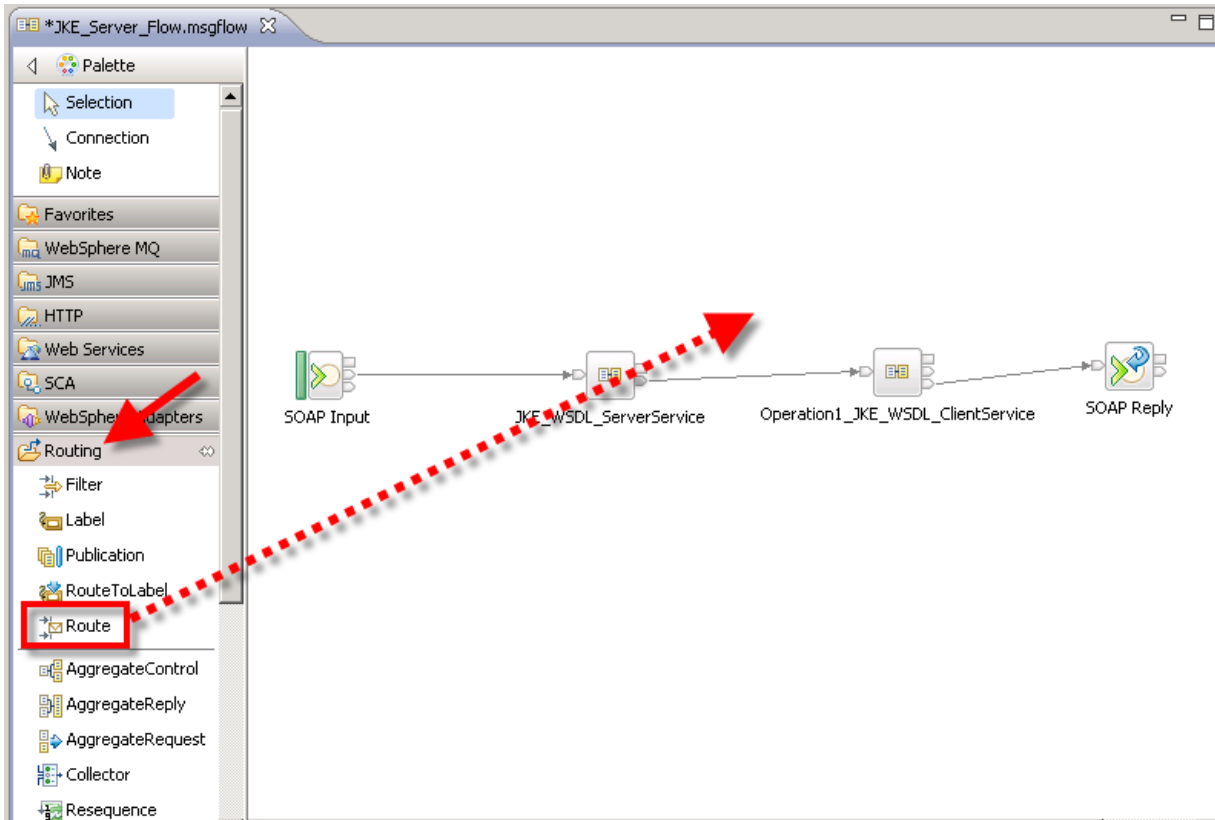 *JKE_Server_Flow.msgflow
Palette
Selection
Connection
Note
Favorites
WebSphere MQ
JMS
HTTP
Web Services
SCA
WebSphere Adapters
Routing
Filter
Label
Publication
RouteToLabel
Route
AggregateControl
AggregateReply
AggregateRequest
Collector
Resequence
SOAP Input
JKE_WSDL_ServerService
Operation1_JKE_WSDL_ClientService
SOAP Reply